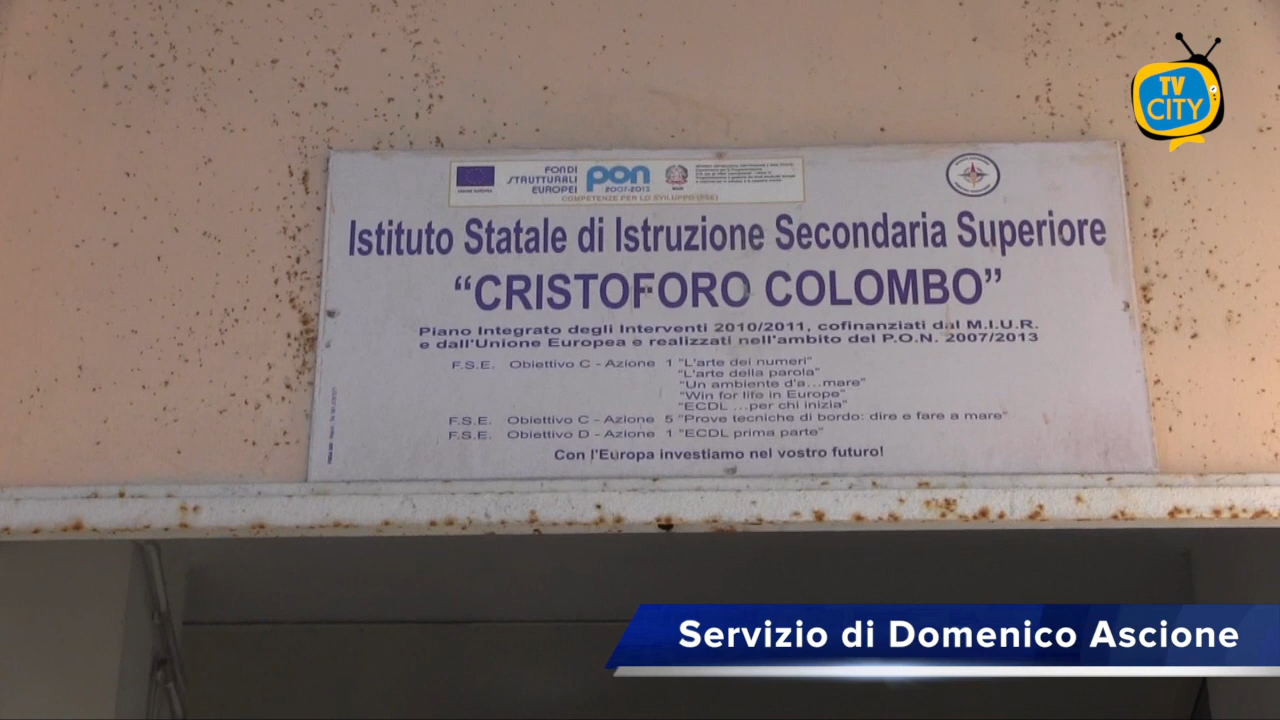 TV
CITY
FONDI
STRUTTURALI
EUROPEI
pon
2007-2013
COMPETENZE PER LO SVILUPPO (FSE)
Istituto Statale di Istruzione Secondaria Superiore
“CRISTOFORO COLOMBO”
Piano Integrato degli Interventi 2010/2011, cofinanziati dal M.I.U.R.
e dall'Unione Europea e realizzati nell'ambito del P.O.N. 2007/2013
F.S.E. Obiettivo C - Azione 1 "L'arte dei numeri"
"L'arte della parola"
"Un ambiente d'a...mare"
"Win for life in Europe"
"ECDL ...per chi inizia"
F.S.E. Obiettivo C - Azione 5 "Prove tecniche di bordo: dire e fare a mare"
F.S.E. Obiettivo D - Azione 1 "ECDL prima parte"
Con l'Europa investiamo nel vostro futuro!
Servizio di Domenico Ascione